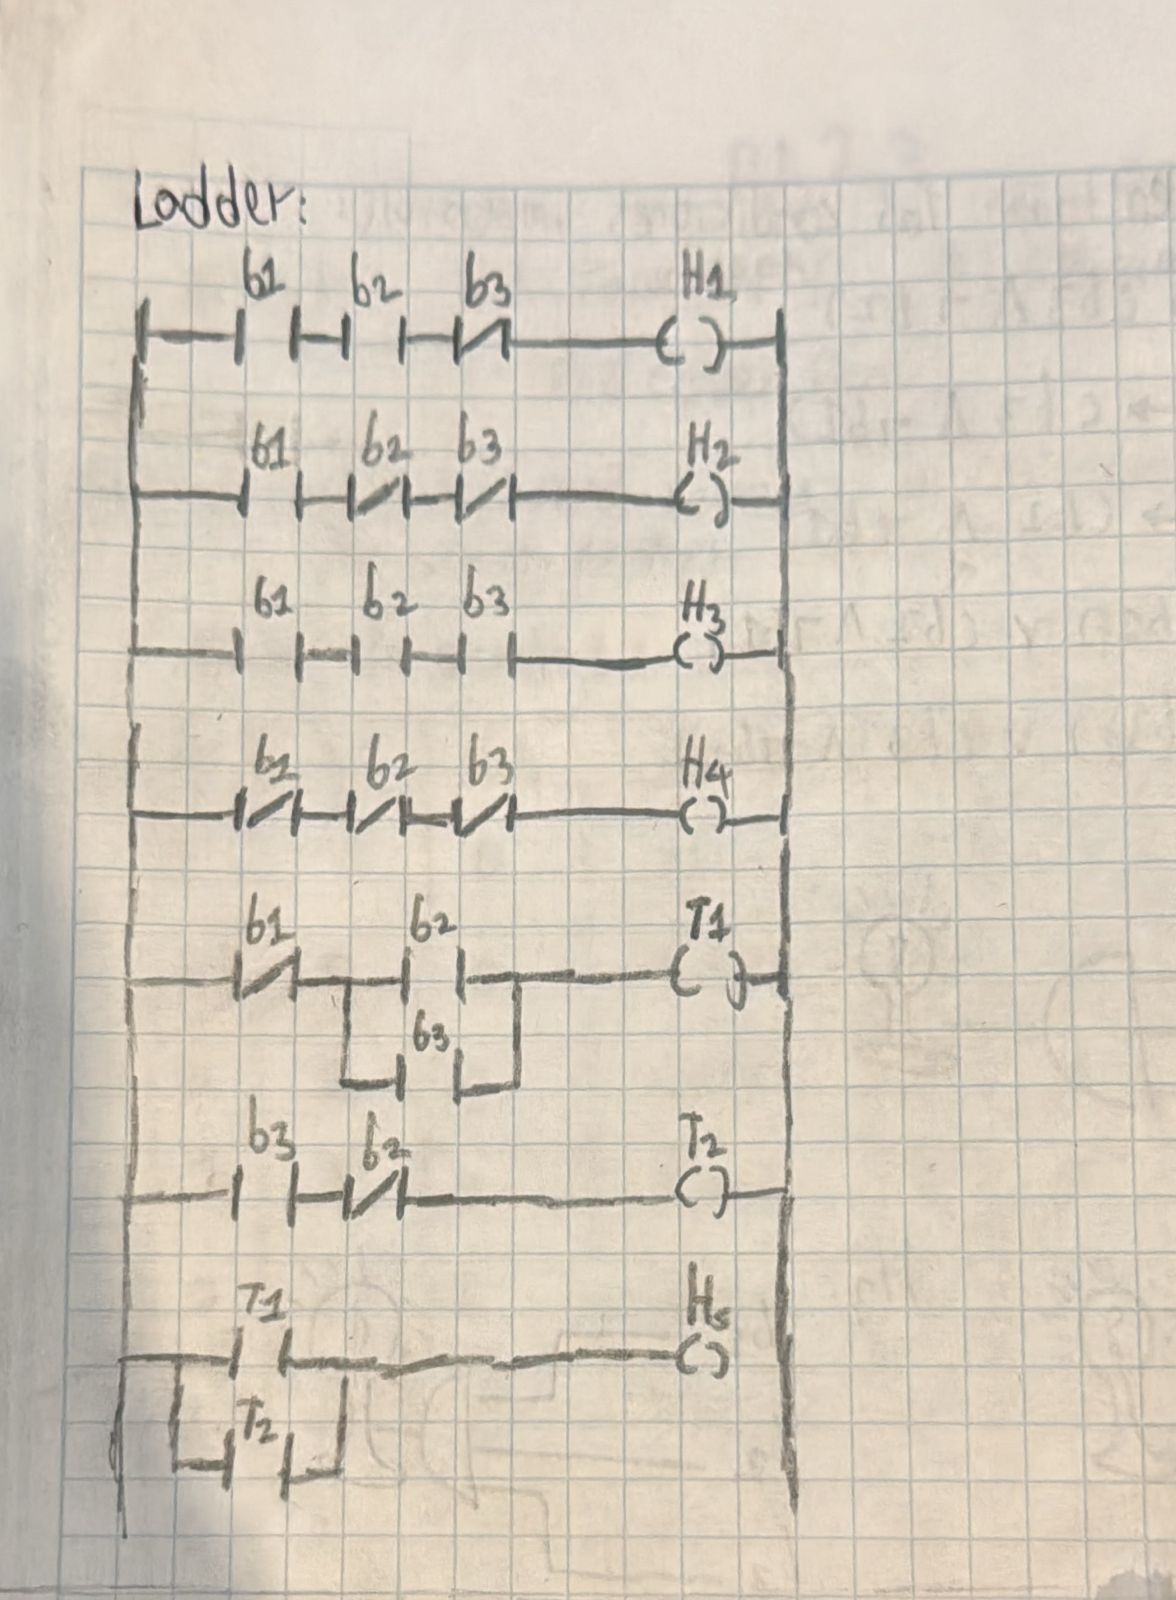 Ladder:
b1 b2 b3 H1
b1 b2 b3 H2
b1 b2 b3 H3
b1 b2 b3 H4
b1 b2 T1
b3
b3 b2 T2
T1 H5
T2